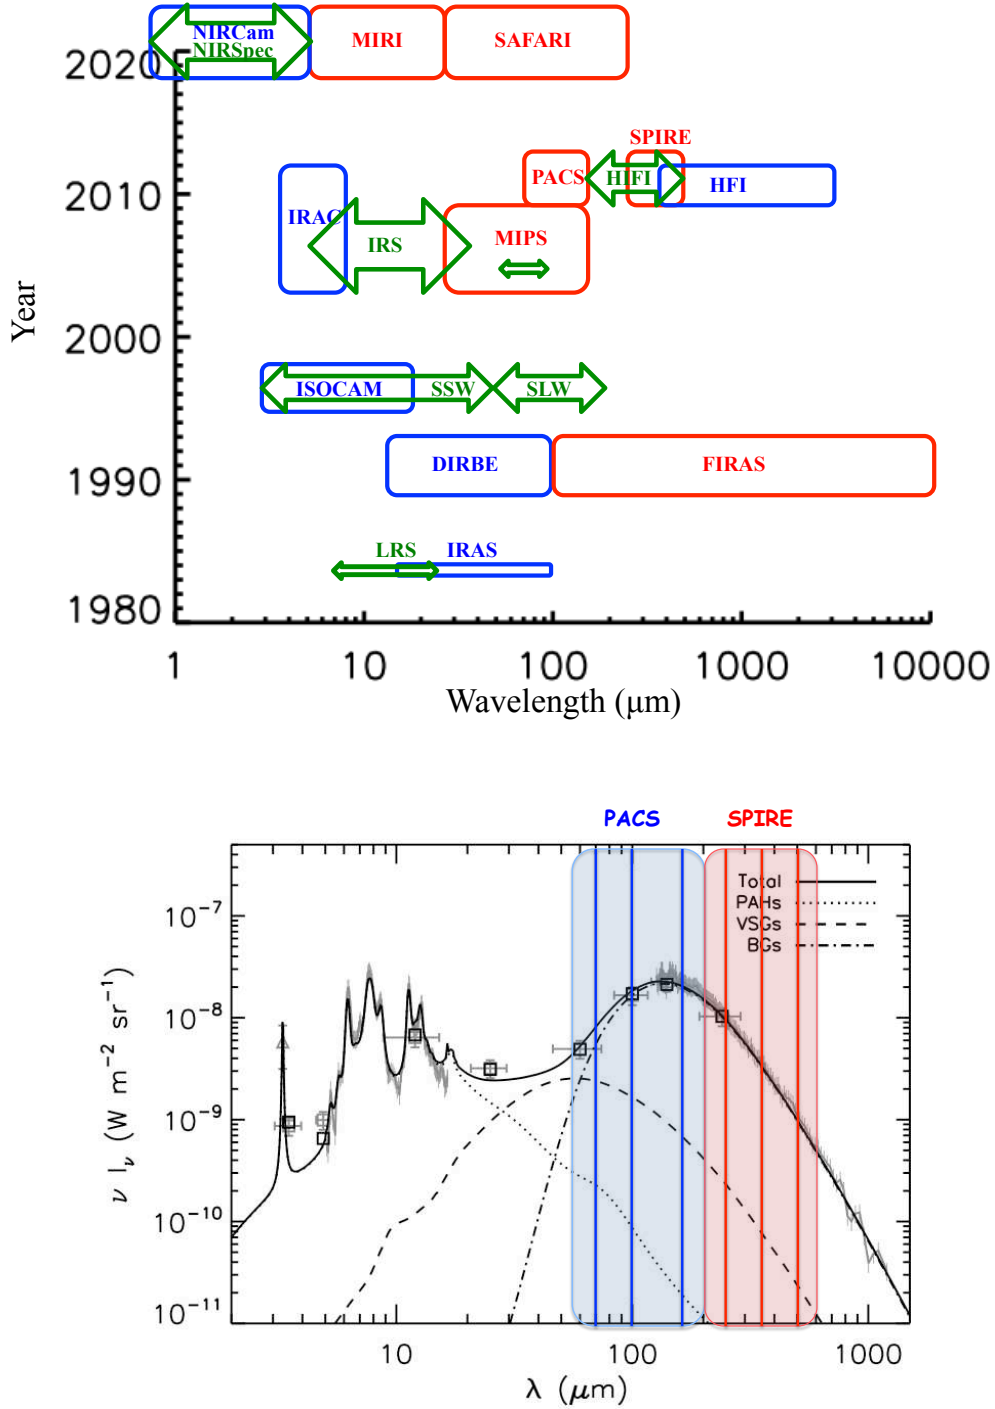 NIRCam
NIRSpec
MIRI
SAFARI
2020
SPIRE
PACS
HIFI
HFI
2010
IRAC
IRS
MIPS
Year
2000
ISOCAM
SSW
SLW
DIRBE
FIRAS
1990
LRS
IRAS
1980
1
10
100
1000
10000
Wavelength (μm)
PACS
SPIRE
Total
PAHs
VSGs
BGs
10⁻⁷
10⁻⁸
10⁻⁹
10⁻¹⁰
10⁻¹¹
ν Iν (W m⁻² sr⁻¹)
10
100
1000
λ (μm)